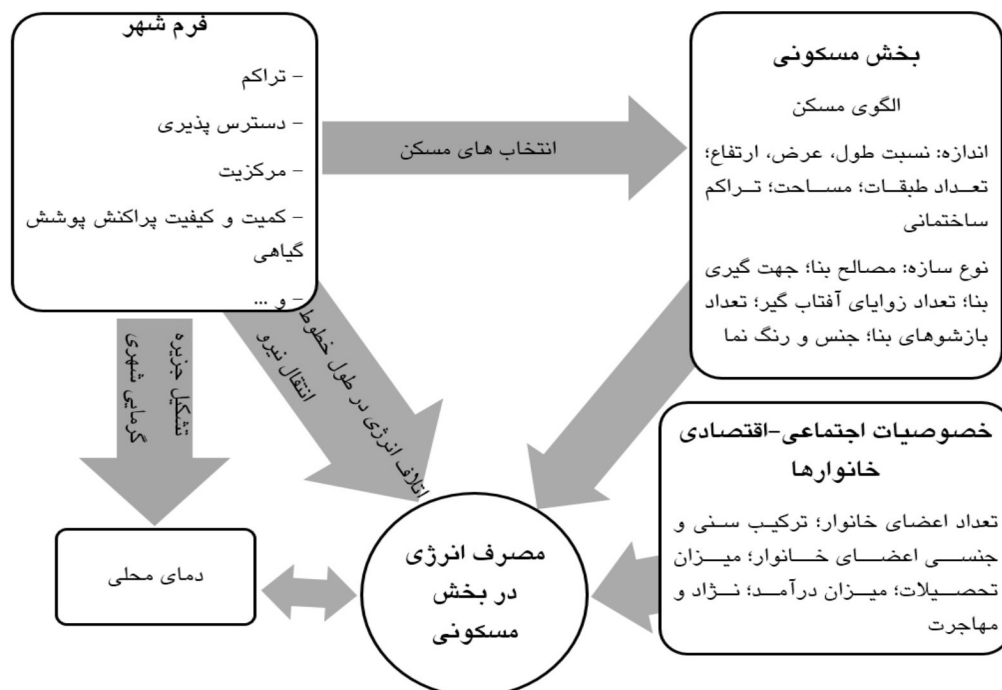 فرم شهر
- تراکم
- دسترس پذیری
- مرکزیت
- کمیت و کیفیت پراکنش پوشش
گیاهی
- و ...
انتخاب های مسکن
بخش مسکونی
الگوی مسکن
اندازه: نسبت طول، عرض، ارتفاع؛
تعداد طبقات؛ مساحت؛ تراکم
ساختمانی
نوع سازه: مصالح بنا؛ جهت گیری
بنا؛ تعداد زوایای آفتاب گیر؛ تعداد
بازشوهای بنا؛ جنس و رنگ نما
تشکیل جزیره
گرمایی شهری
اتلاف انرژی در طول خطوط
انتقال نیرو
خصوصیات اجتماعی-اقتصادی
خانوارها
تعداد اعضای خانوار؛ ترکیب سنی و
جنسی اعضای خانوار؛ میزان
تحصیلات؛ میزان درآمد؛ نژاد و
مهاجرت
دمای محلی
مصرف انرژی
در بخش
مسکونی